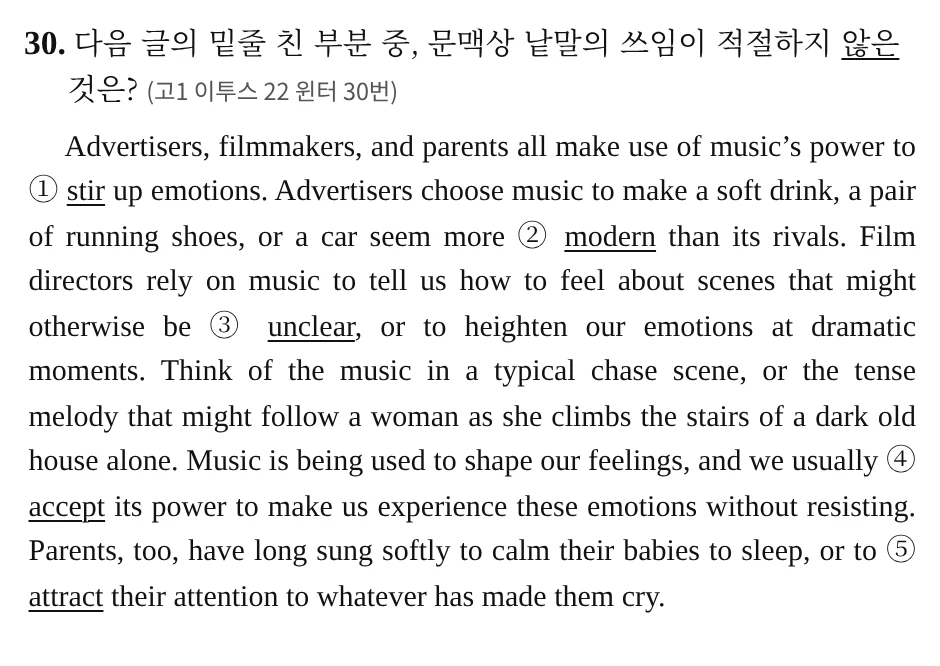 30. 다음 글의 밑줄 친 부분 중, 문맥상 낱말의 쓰임이 적절하지 않은
것은? (고1 이투스 22 윈터 30번)
Advertisers, filmmakers, and parents all make use of music’s power to
① stir up emotions. Advertisers choose music to make a soft drink, a pair
of running shoes, or a car seem more ② modern than its rivals. Film
directors rely on music to tell us how to feel about scenes that might
otherwise be ③ unclear, or to heighten our emotions at dramatic
moments. Think of the music in a typical chase scene, or the tense
melody that might follow a woman as she climbs the stairs of a dark old
house alone. Music is being used to shape our feelings, and we usually ④
accept its power to make us experience these emotions without resisting.
Parents, too, have long sung softly to calm their babies to sleep, or to ⑤
attract their attention to whatever has made them cry.